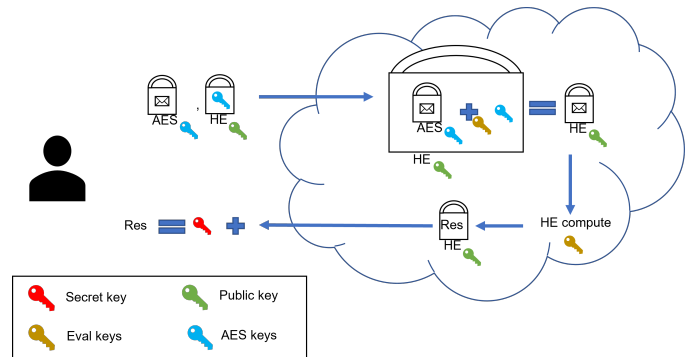 AES
,
HE
AES
HE
HE
HE compute
Res
HE
Res
Secret key
Public key
Eval keys
AES keys